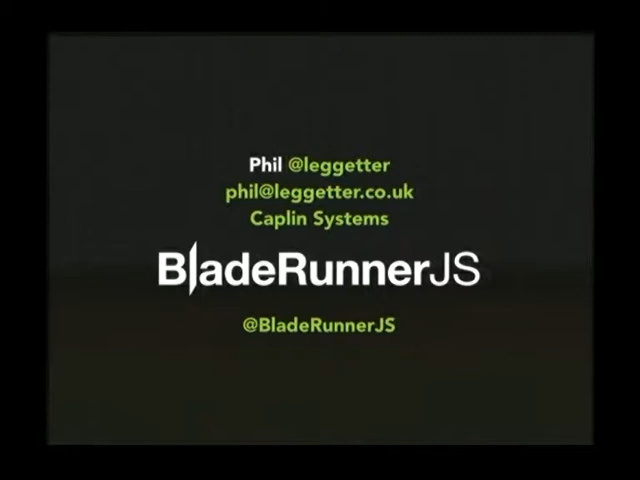 Phil @leggetter
phil@leggetter.co.uk
Caplin Systems
BladeRunnerJS
@BladeRunnerJS